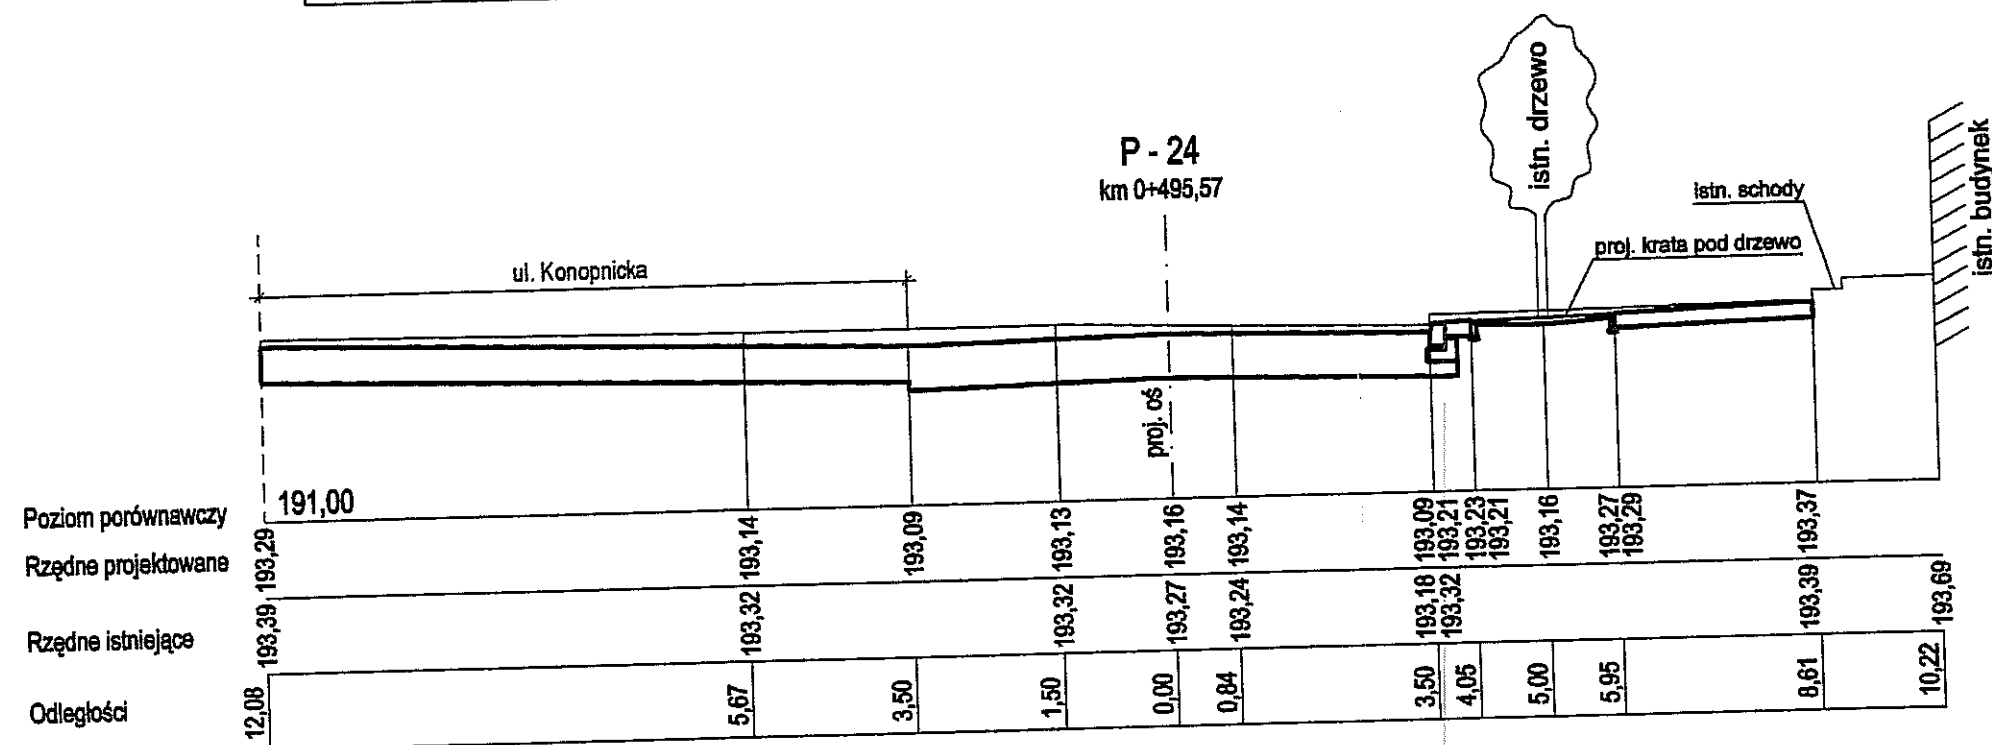 istn. drzewo
P - 24
km 0+495,57
istn. schody
istn. budynek
proj. krata pod drzewo
ul. Konopnicka
proj. oś
Poziom porównawczy 191,00
Rzędne projektowane 193,29 193,14 193,09 193,13 193,16 193,14 193,09 193,21 193,23 193,21 193,16 193,27 193,29 193,37
Rzędne istniejące 193,39 193,32 193,32 193,27 193,24 193,18 193,32 193,39 193,69
Odległości 12,08 5,67 3,50 1,50 0,00 0,84 3,50 4,05 5,00 5,95 8,61 10,22